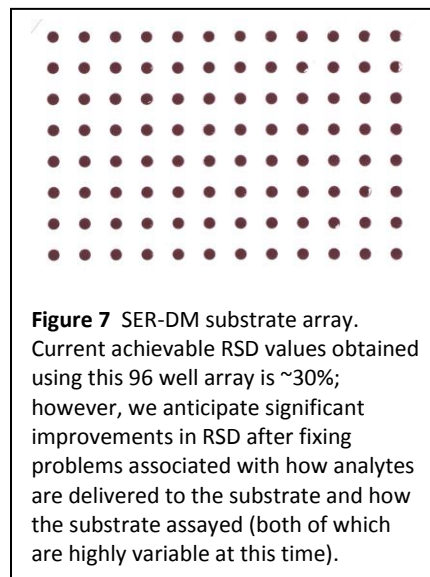 Figure 7 SER-DM substrate array.
Current achievable RSD values obtained
using this 96 well array is ~30%;
however, we anticipate significant
improvements in RSD after fixing
problems associated with how analytes
are delivered to the substrate and how
the substrate assayed (both of which
are highly variable at this time).